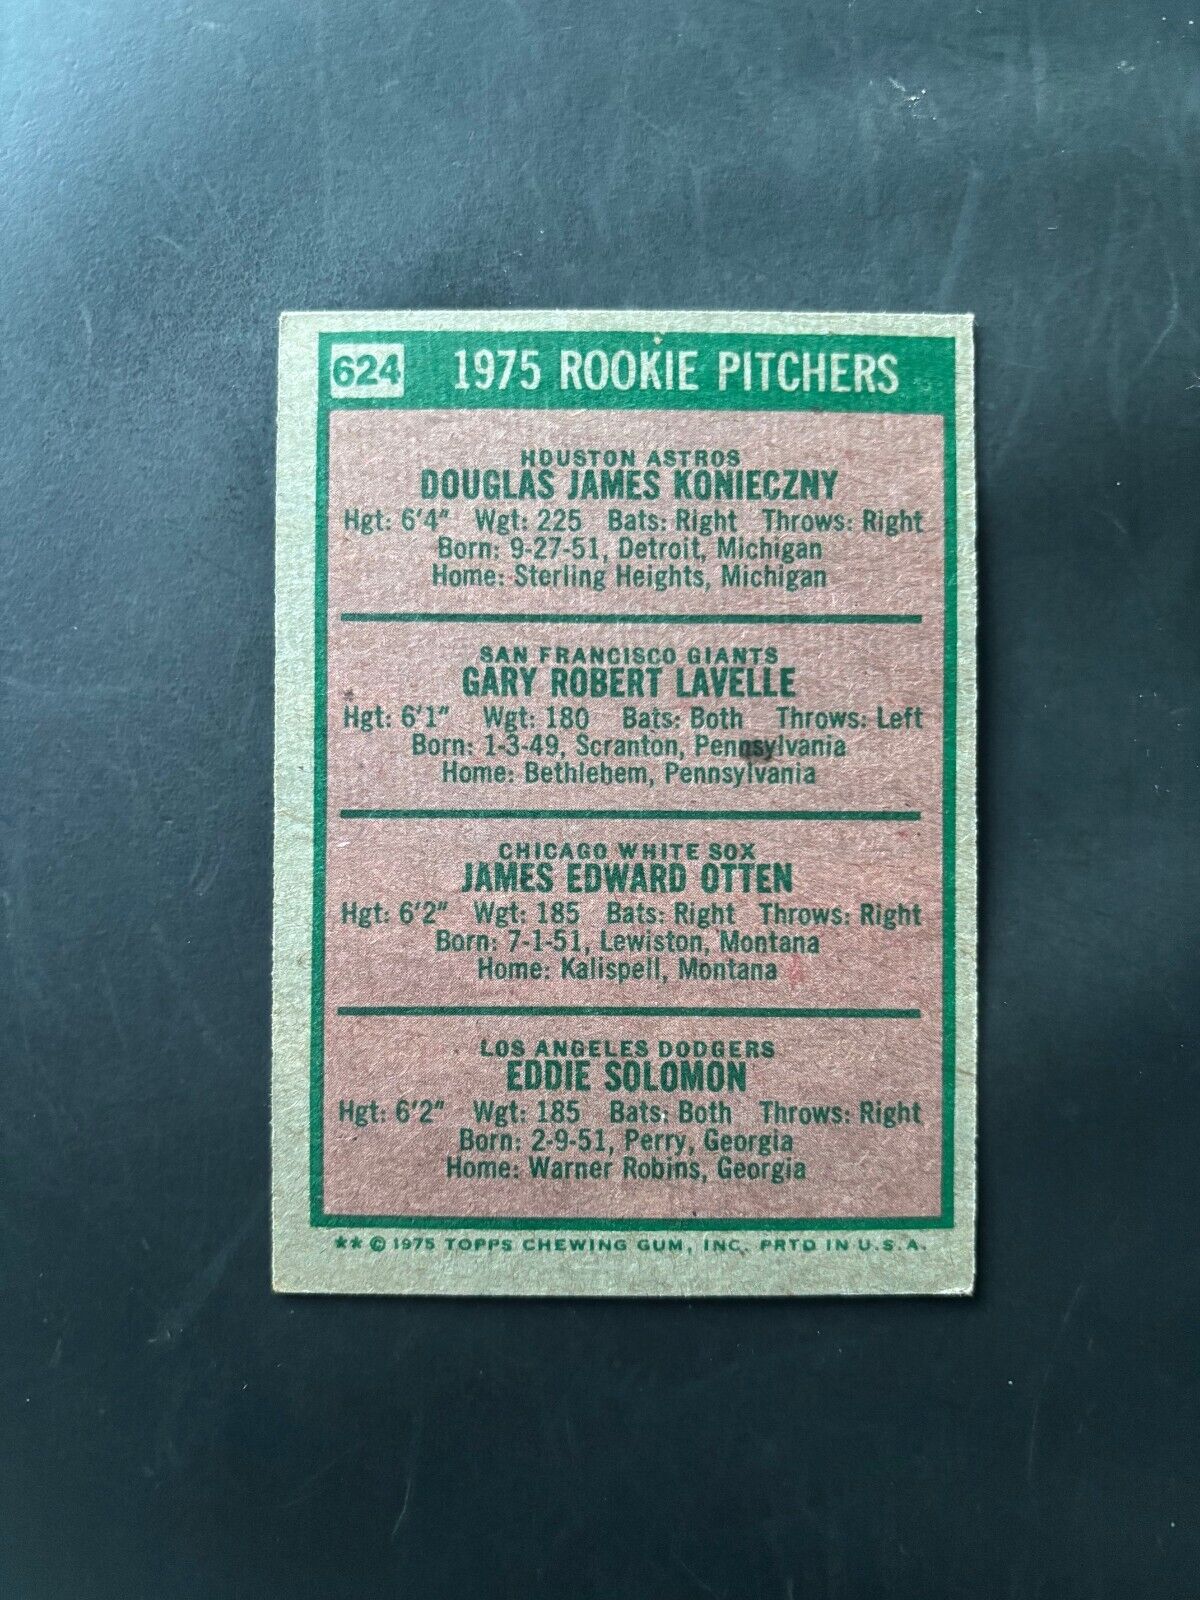 624 1975 ROOKIE PITCHERS
HOUSTON ASTROS
DOUGLAS JAMES KONIECZNY
Hgt: 6'4" Wgt: 225 Bats: Right Throws: Right
Born: 9-27-51, Detroit, Michigan
Home: Sterling Heights, Michigan
SAN FRANCISCO GIANTS
GARY ROBERT LAVELLE
Hgt: 6'1" Wgt: 180 Bats: Both Throws: Left
Born: 1-3-49, Scranton, Pennsylvania
Home: Bethlehem, Pennsylvania
CHICAGO WHITE SOX
JAMES EDWARD OTTEN
Hgt: 6'2" Wgt: 185 Bats: Right Throws: Right
Born: 7-1-51, Lewiston, Montana
Home: Kalispell, Montana
LOS ANGELES DODGERS
EDDIE SOLOMON
Hgt: 6'2" Wgt: 185 Bats: Both Throws: Right
Born: 2-9-51, Perry, Georgia
Home: Warner Robins, Georgia
** © 1975 TOPPS CHEWING GUM, INC. PRTD IN U.S.A.